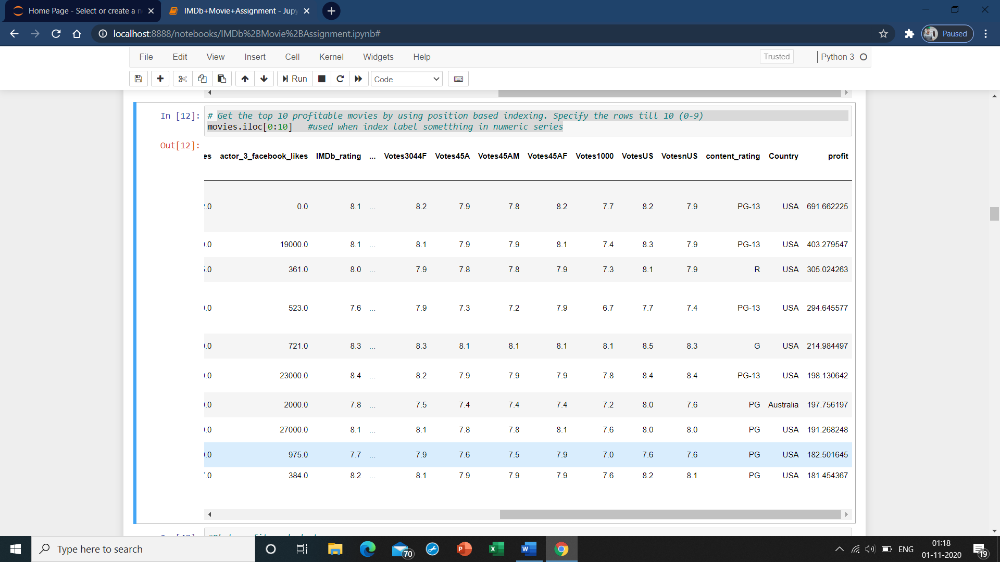 Home Page - Select or create a n
IMDb+Movie+Assignment - Jupy
localhost:8888/notebooks/IMDb%2BMovie%2BAssignment.ipynb#
Paused
File Edit View Insert Cell Kernel Widgets Help
Trusted
Python 3
Run
Code
In [12]:
# Get the top 10 profitable movies by using position based indexing. Specify the rows till 10 (0-9)
movies.iloc[0:10] #used when index label sometthing in numeric series
Out[12]:
es actor_3_facebook_likes IMDb_rating ... Votes3044F Votes45A Votes45AM Votes45AF Votes1000 VotesUS VotesnUS content_rating Country profit
.0 0.0 8.1 ... 8.2 7.9 7.8 8.2 7.7 8.2 7.9 PG-13 USA 691.662225
.0 19000.0 8.1 ... 8.1 7.9 7.9 8.1 7.4 8.3 7.9 PG-13 USA 403.279547
.0 361.0 8.0 ... 7.9 7.8 7.8 7.9 7.3 8.1 7.9 R USA 305.024263
.0 523.0 7.6 ... 7.9 7.3 7.2 7.9 6.7 7.7 7.4 PG-13 USA 294.645577
.0 721.0 8.3 ... 8.3 8.1 8.1 8.1 8.1 8.5 8.3 G USA 214.984497
.0 23000.0 8.4 ... 8.2 7.9 7.9 7.9 7.8 8.4 8.4 PG-13 USA 198.130642
.0 2000.0 7.8 ... 7.5 7.4 7.4 7.4 7.2 8.0 7.6 PG Australia 197.756197
.0 27000.0 8.1 ... 8.1 7.8 7.8 8.1 7.6 8.0 8.0 PG USA 191.268248
.0 975.0 7.7 ... 7.9 7.6 7.5 7.9 7.0 7.6 7.6 PG USA 182.501645
.0 384.0 8.2 ... 8.1 7.9 7.9 7.9 7.6 8.2 8.1 PG USA 181.454367
Type here to search
70
ENG
01:18
01-11-2020
19